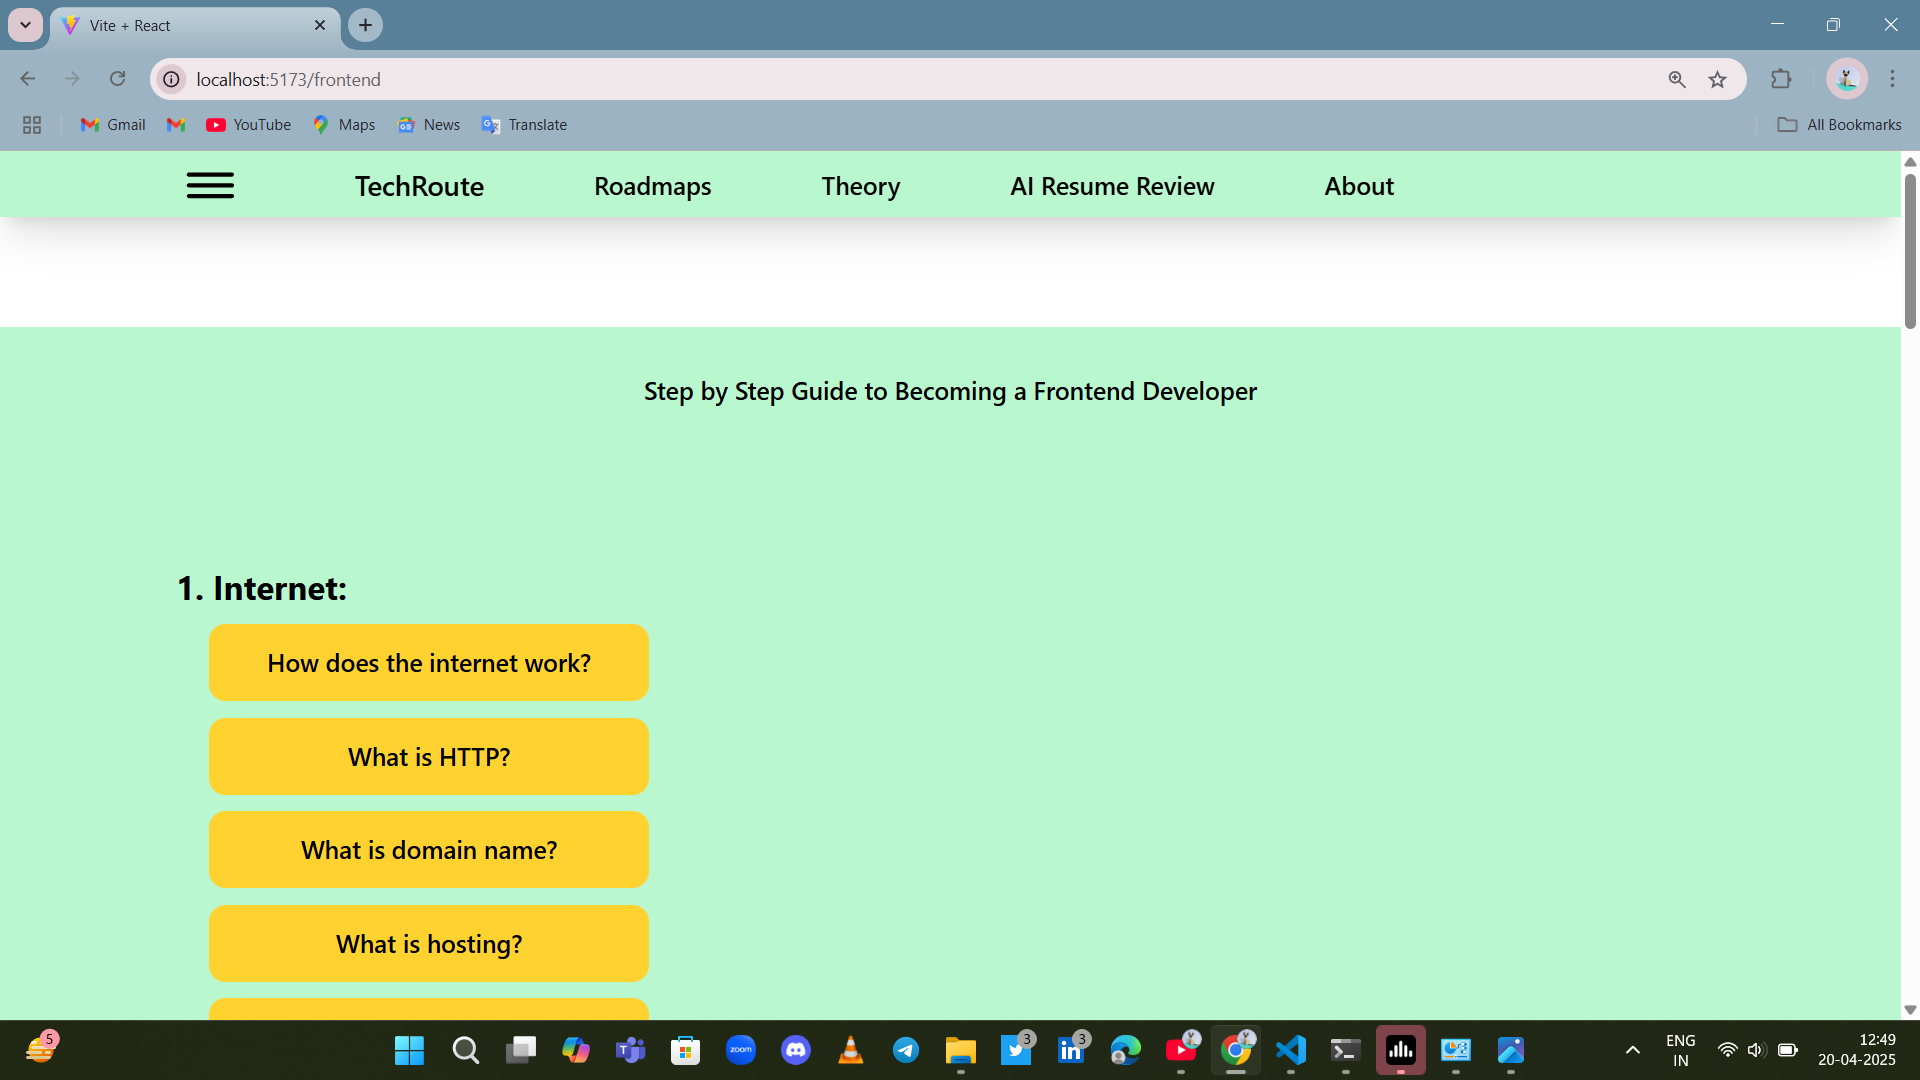 Vite + React
localhost:5173/frontend
Gmail
YouTube
Maps
News
Translate
All Bookmarks
TechRoute
Roadmaps
Theory
AI Resume Review
About
Step by Step Guide to Becoming a Frontend Developer
1. Internet:
How does the internet work?
What is HTTP?
What is domain name?
What is hosting?
5
zoom
3
3
ENG
IN
12:49
20-04-2025